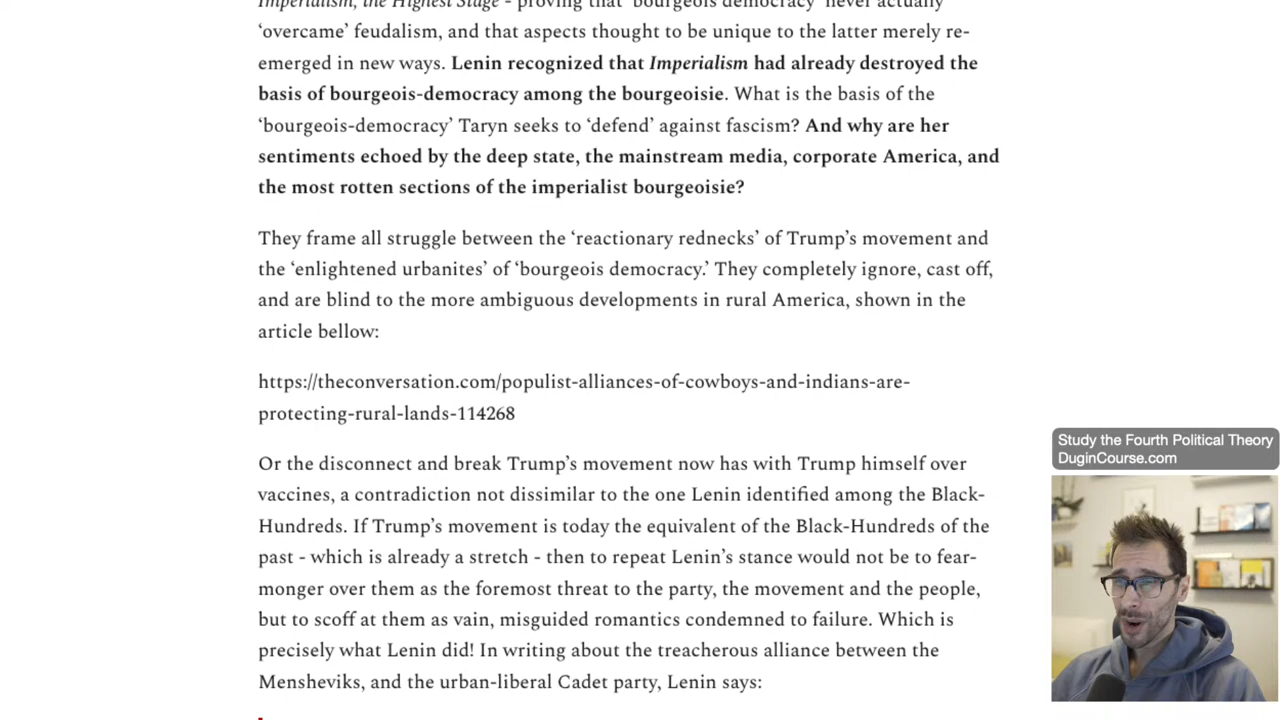 Imperialism, the Highest Stage - proving that 'bourgeois democracy' never actually
'overcame' feudalism, and that aspects thought to be unique to the latter merely re-
emerged in new ways. Lenin recognized that Imperialism had already destroyed the
basis of bourgeois-democracy among the bourgeoisie. What is the basis of the
'bourgeois-democracy' Taryn seeks to 'defend' against fascism? And why are her
sentiments echoed by the deep state, the mainstream media, corporate America, and
the most rotten sections of the imperialist bourgeoisie?
They frame all struggle between the 'reactionary rednecks' of Trump's movement and
the 'enlightened urbanites' of 'bourgeois democracy.' They completely ignore, cast off,
and are blind to the more ambiguous developments in rural America, shown in the
article bellow:
https://theconversation.com/populist-alliances-of-cowboys-and-indians-are-
protecting-rural-lands-114268
Or the disconnect and break Trump's movement now has with Trump himself over
vaccines, a contradiction not dissimilar to the one Lenin identified among the Black-
Hundreds. If Trump's movement is today the equivalent of the Black-Hundreds of the
past - which is already a stretch - then to repeat Lenin's stance would not be to fear-
monger over them as the foremost threat to the party, the movement and the people,
but to scoff at them as vain, misguided romantics condemned to failure. Which is
precisely what Lenin did! In writing about the treacherous alliance between the
Mensheviks, and the urban-liberal Cadet party, Lenin says:
Study the Fourth Political Theory
DuginCourse.com